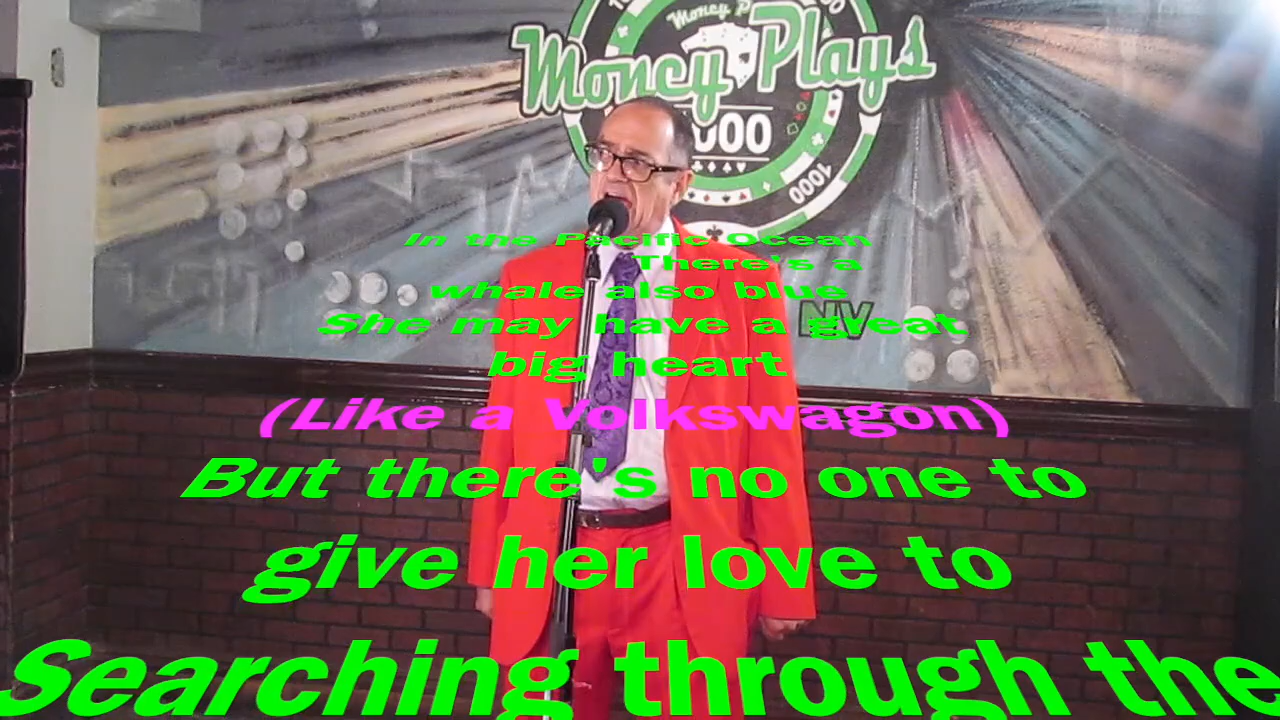 Money P
Money Plays
1000
1000
NV
In the Pacific Ocean
There's a
whale also blue
She may have a great
big heart
(Like a Volkswagon)
But there's no one to
give her love to
Searching through the